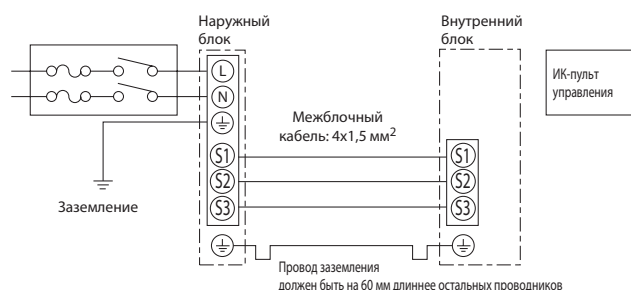 Наружный
блок
Внутренний
блок
L
N
ИК-пульт
управления
Межблочный
кабель: 4х1,5 мм²
S1
S2
S3
S1
S2
S3
Заземление
Провод заземления
должен быть на 60 мм длиннее остальных проводников